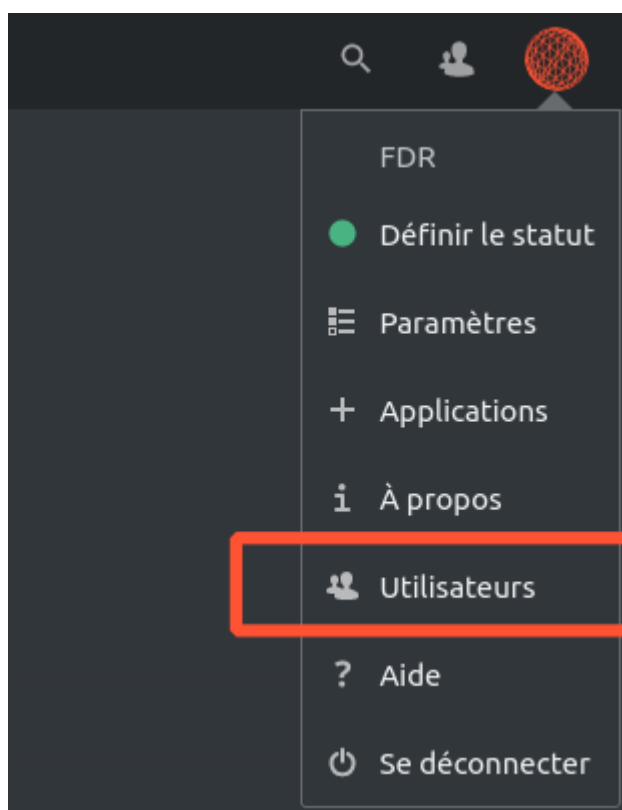 FDR
Définir le statut
Paramètres
Applications
À propos
Utilisateurs
Aide
Se déconnecter